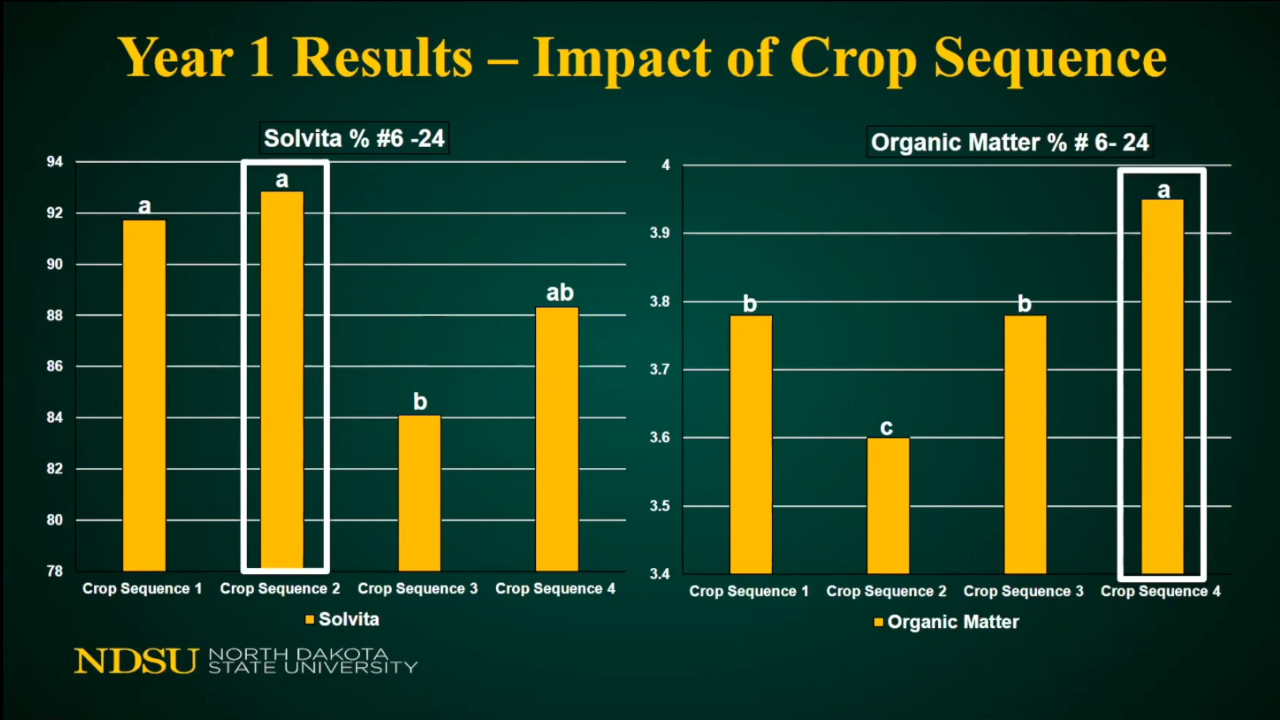 Year 1 Results – Impact of Crop Sequence
Solvita % #6 -24
94
92
90
88
86
84
82
80
78
a
a
b
ab
Crop Sequence 1
Crop Sequence 2
Crop Sequence 3
Crop Sequence 4
Solvita
Organic Matter % # 6- 24
4
3.9
3.8
3.7
3.6
3.5
3.4
b
c
b
a
Crop Sequence 1
Crop Sequence 2
Crop Sequence 3
Crop Sequence 4
Organic Matter
NDSU
NORTH DAKOTA
STATE UNIVERSITY